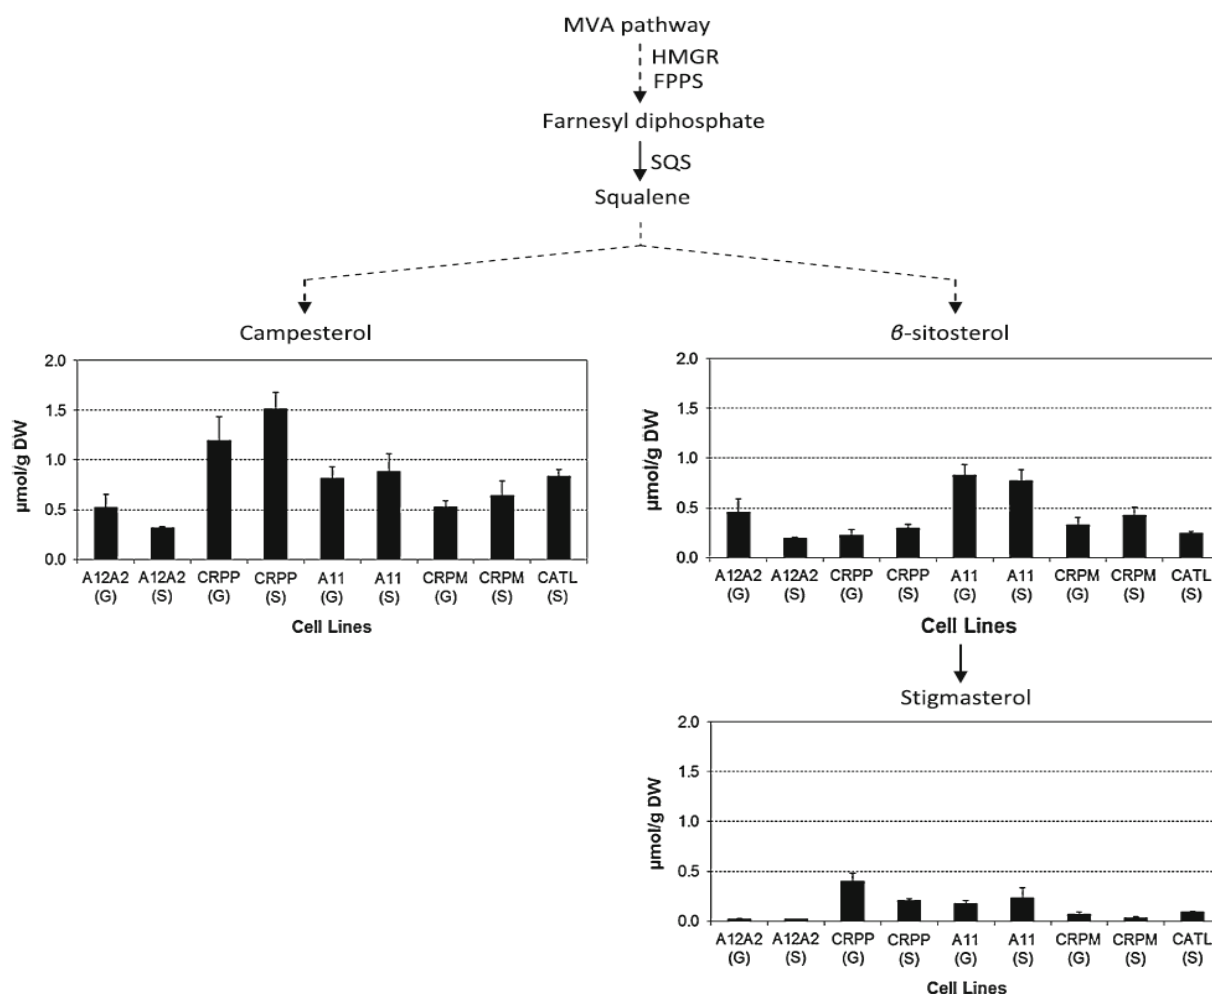 MVA pathway
HMGR
FPPS
Farnesyl diphosphate
SQS
Squalene
Campesterol
µmol/g DW
2.0
1.5
1.0
0.5
0.0
A12A2 A12A2 CRPP CRPP A11 A11 CRPM CRPM CATL
(G) (S) (G) (S) (G) (S) (G) (S) (S)
Cell Lines
β-sitosterol
µmol/g DW
2.0
1.5
1.0
0.5
0.0
A12A2 A12A2 CRPP CRPP A11 A11 CRPM CRPM CATL
(G) (S) (G) (S) (G) (S) (G) (S) (S)
Cell Lines
Stigmasterol
µmol/g DW
2.0
1.5
1.0
0.5
0.0
A12A2 A12A2 CRPP CRPP A11 A11 CRPM CRPM CATL
(G) (S) (G) (S) (G) (S) (G) (S) (S)
Cell Lines